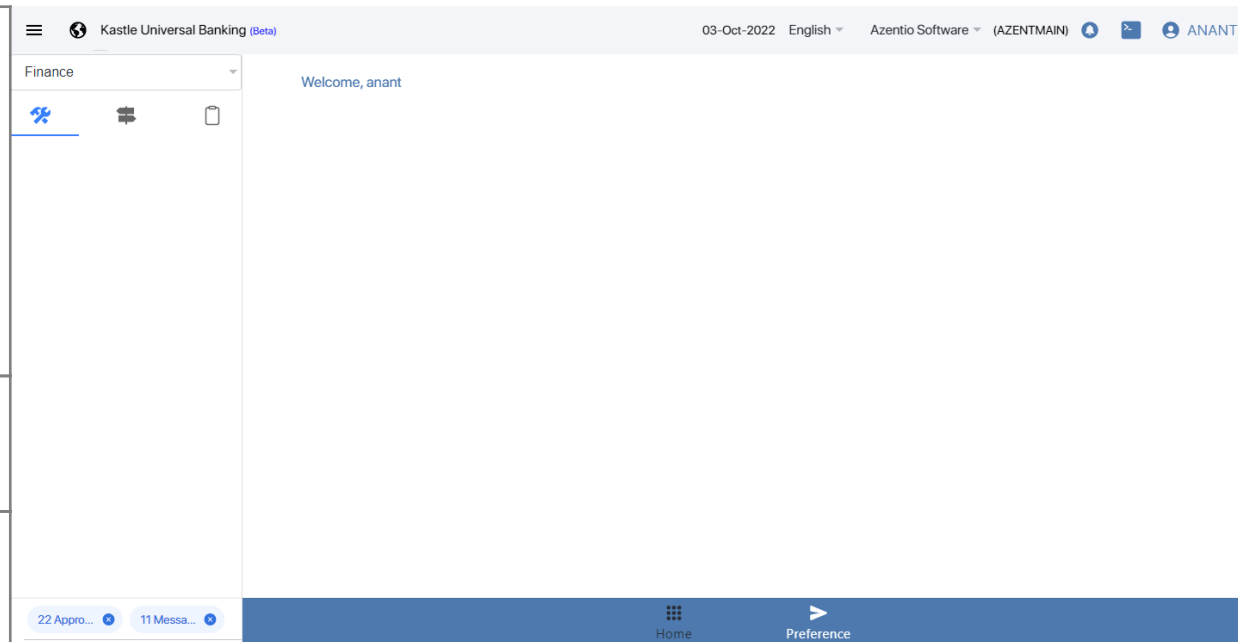 Kastle Universal Banking (Beta)
03-Oct-2022 English Azentio Software (AZENTMAIN) ANANT
Finance
Welcome, anant
22 Appro... 11 Messa...
Home Preference